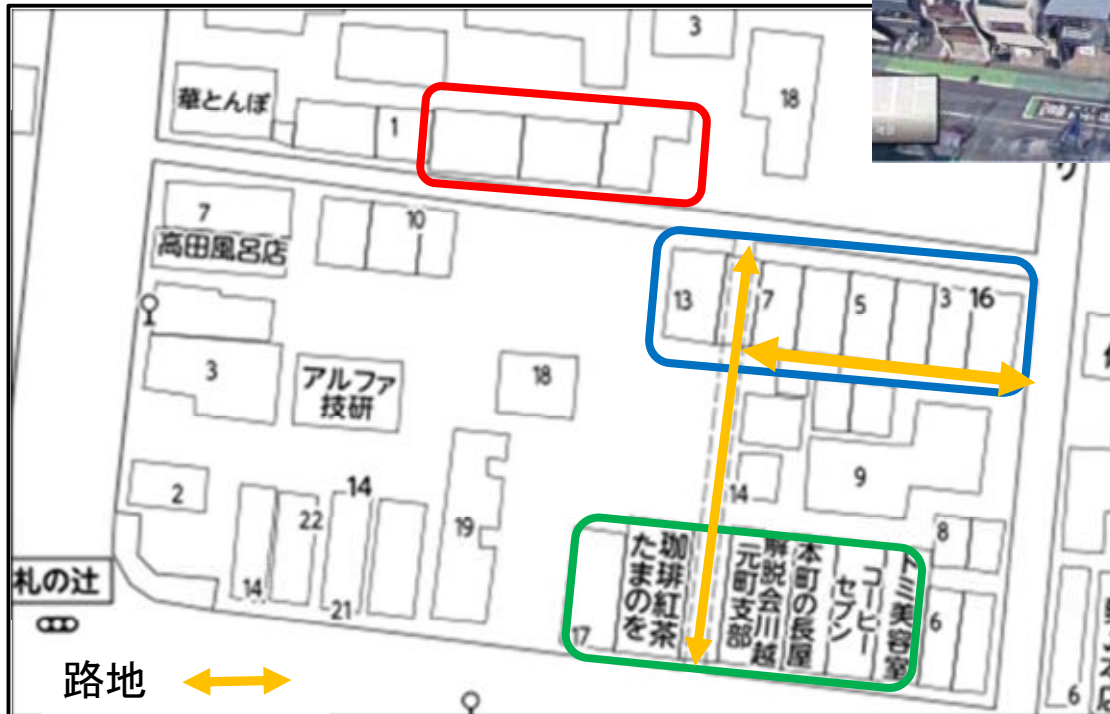 3
18
華とんぼ
1
7
高田風呂店
10
13
7
5
3
16
り
3
アルファ
技研
18
9
2
14
22
14
19
14
21
8
札の辻
17
珈琲紅茶
たまのを
解脱会川越
元町支部
本町の長屋
コーヒー
セブン
トミ美容室
6
6
路地